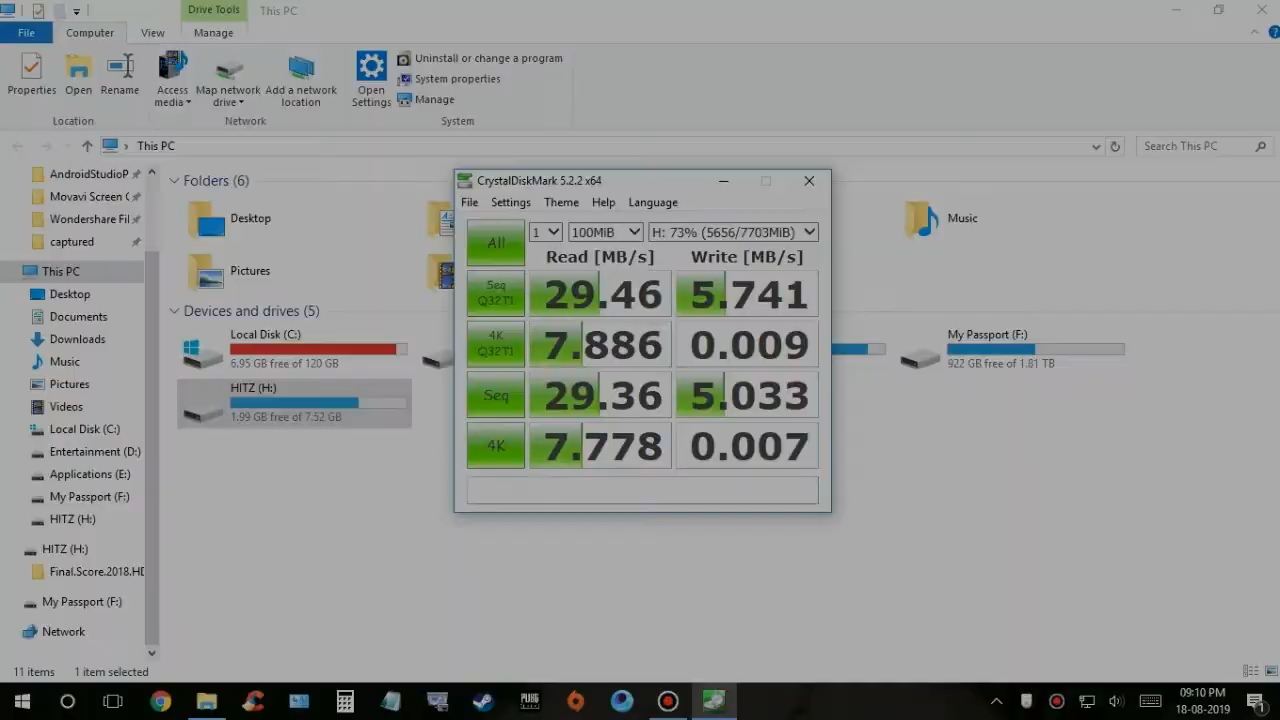 Drive Tools
This PC
File
Computer
View
Manage
Properties
Open
Rename
Access
media
Map network
drive
Add a network
location
Open
Settings
Uninstall or change a program
System properties
Manage
Location
Network
System
This PC
Search This PC
AndroidStudioP
Movavi Screen C
Wondershare Fil
captured
This PC
Desktop
Documents
Downloads
Music
Pictures
Videos
Local Disk (C:)
Entertainment (D:)
Applications (E:)
My Passport (F:)
HITZ (H:)
HITZ (H:)
Final.Score.2018.HD
My Passport (F:)
Network
Folders (6)
Desktop
Music
Pictures
Devices and drives (5)
Local Disk (C:)
6.95 GB free of 120 GB
My Passport (F:)
922 GB free of 1.81 TB
HITZ (H:)
1.99 GB free of 7.52 GB
CrystalDiskMark 5.2.2 x64
File Settings Theme Help Language
All
1
100MiB
H: 73% (5656/7703MiB)
Read [MB/s] Write [MB/s]
Seq
Q32T1
29.46 5.741
4K
Q32T1
7.886 0.009
Seq 29.36 5.033
4K 7.778 0.007
11 items 1 item selected
PUBG
09:10 PM
18-08-2019
1